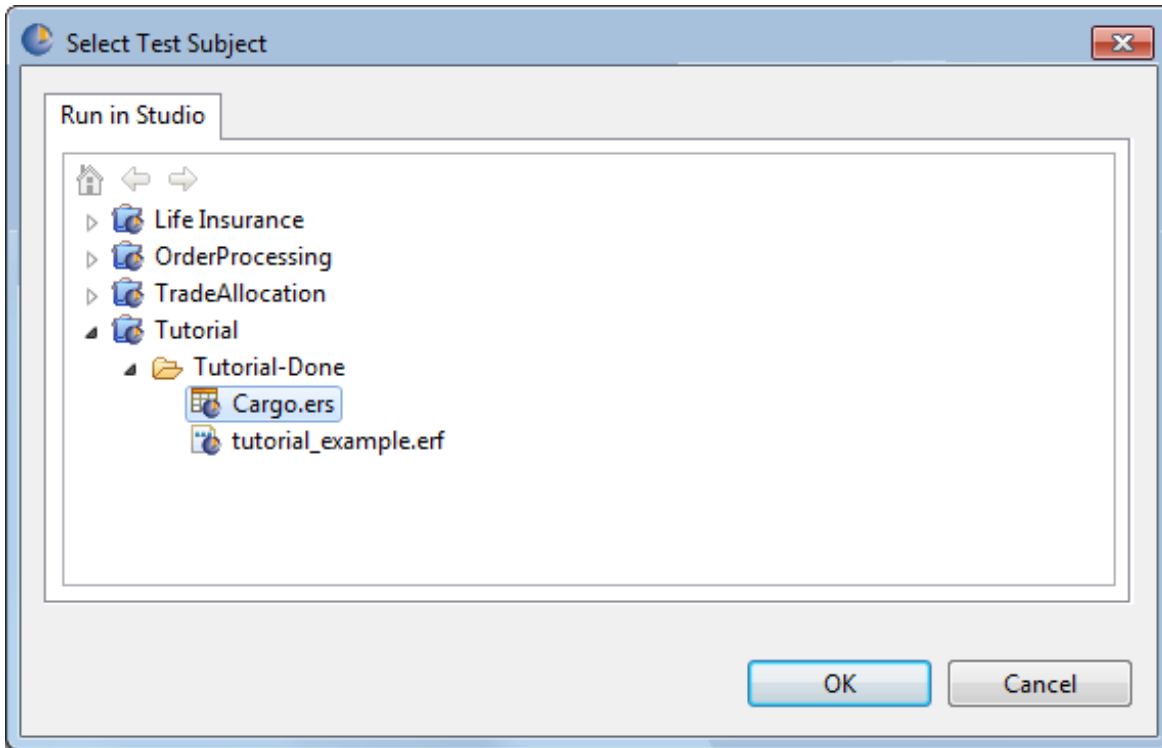 Select Test Subject
Run in Studio
Life Insurance
OrderProcessing
TradeAllocation
Tutorial
Tutorial-Done
Cargo.ers
tutorial_example.erf
OK Cancel